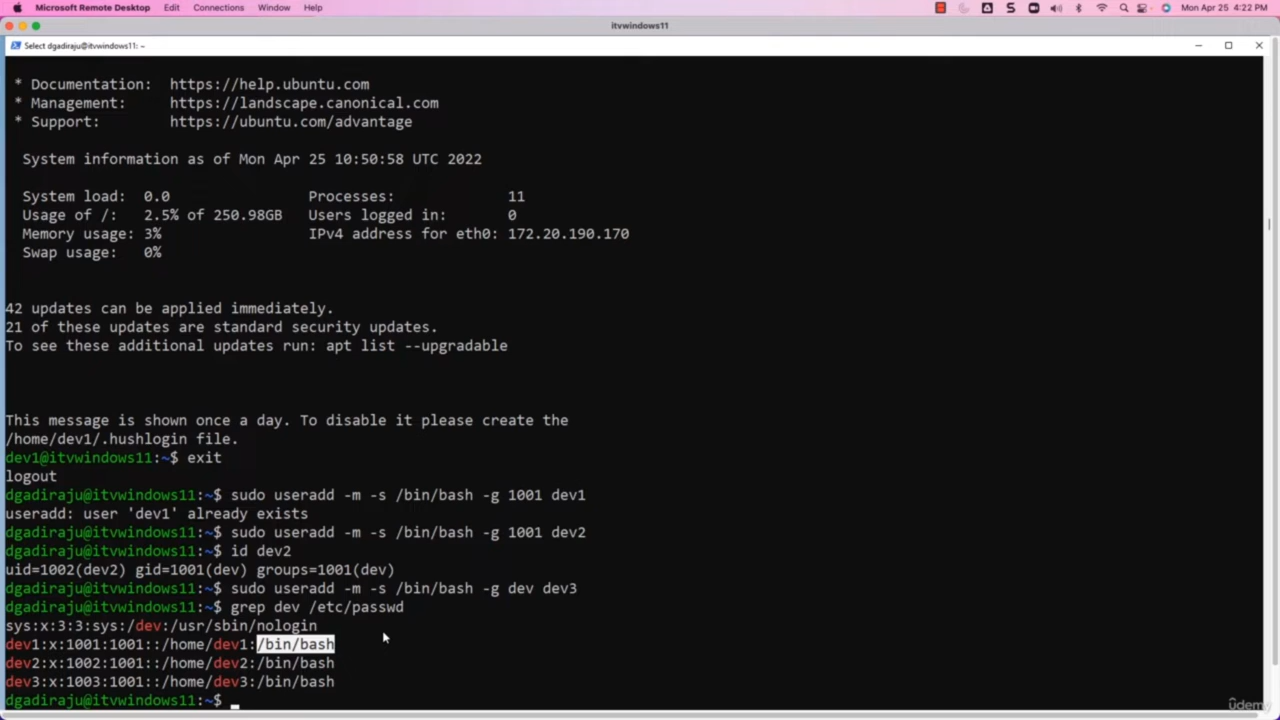 Microsoft Remote Desktop Edit Connections Window Help Mon Apr 25 4:22 PM
itvwindows11
Select dgadiraju@itvwindows11: ~
* Documentation: https://help.ubuntu.com
* Management: https://landscape.canonical.com
* Support: https://ubuntu.com/advantage
System information as of Mon Apr 25 10:50:58 UTC 2022
System load: 0.0 Processes: 11
Usage of /: 2.5% of 250.98GB Users logged in: 0
Memory usage: 3% IPv4 address for eth0: 172.20.190.170
Swap usage: 0%
42 updates can be applied immediately.
21 of these updates are standard security updates.
To see these additional updates run: apt list --upgradable
This message is shown once a day. To disable it please create the
/home/dev1/.hushlogin file.
dev1@itvwindows11:~$ exit
logout
dgadiraju@itvwindows11:~$ sudo useradd -m -s /bin/bash -g 1001 dev1
useradd: user 'dev1' already exists
dgadiraju@itvwindows11:~$ sudo useradd -m -s /bin/bash -g 1001 dev2
dgadiraju@itvwindows11:~$ id dev2
uid=1002(dev2) gid=1001(dev) groups=1001(dev)
dgadiraju@itvwindows11:~$ sudo useradd -m -s /bin/bash -g dev dev3
dgadiraju@itvwindows11:~$ grep dev /etc/passwd
sys:x:3:3:sys:/dev:/usr/sbin/nologin
dev1:x:1001:1001::/home/dev1:/bin/bash
dev2:x:1002:1001::/home/dev2:/bin/bash
dev3:x:1003:1001::/home/dev3:/bin/bash
dgadiraju@itvwindows11:~$
ûdemy